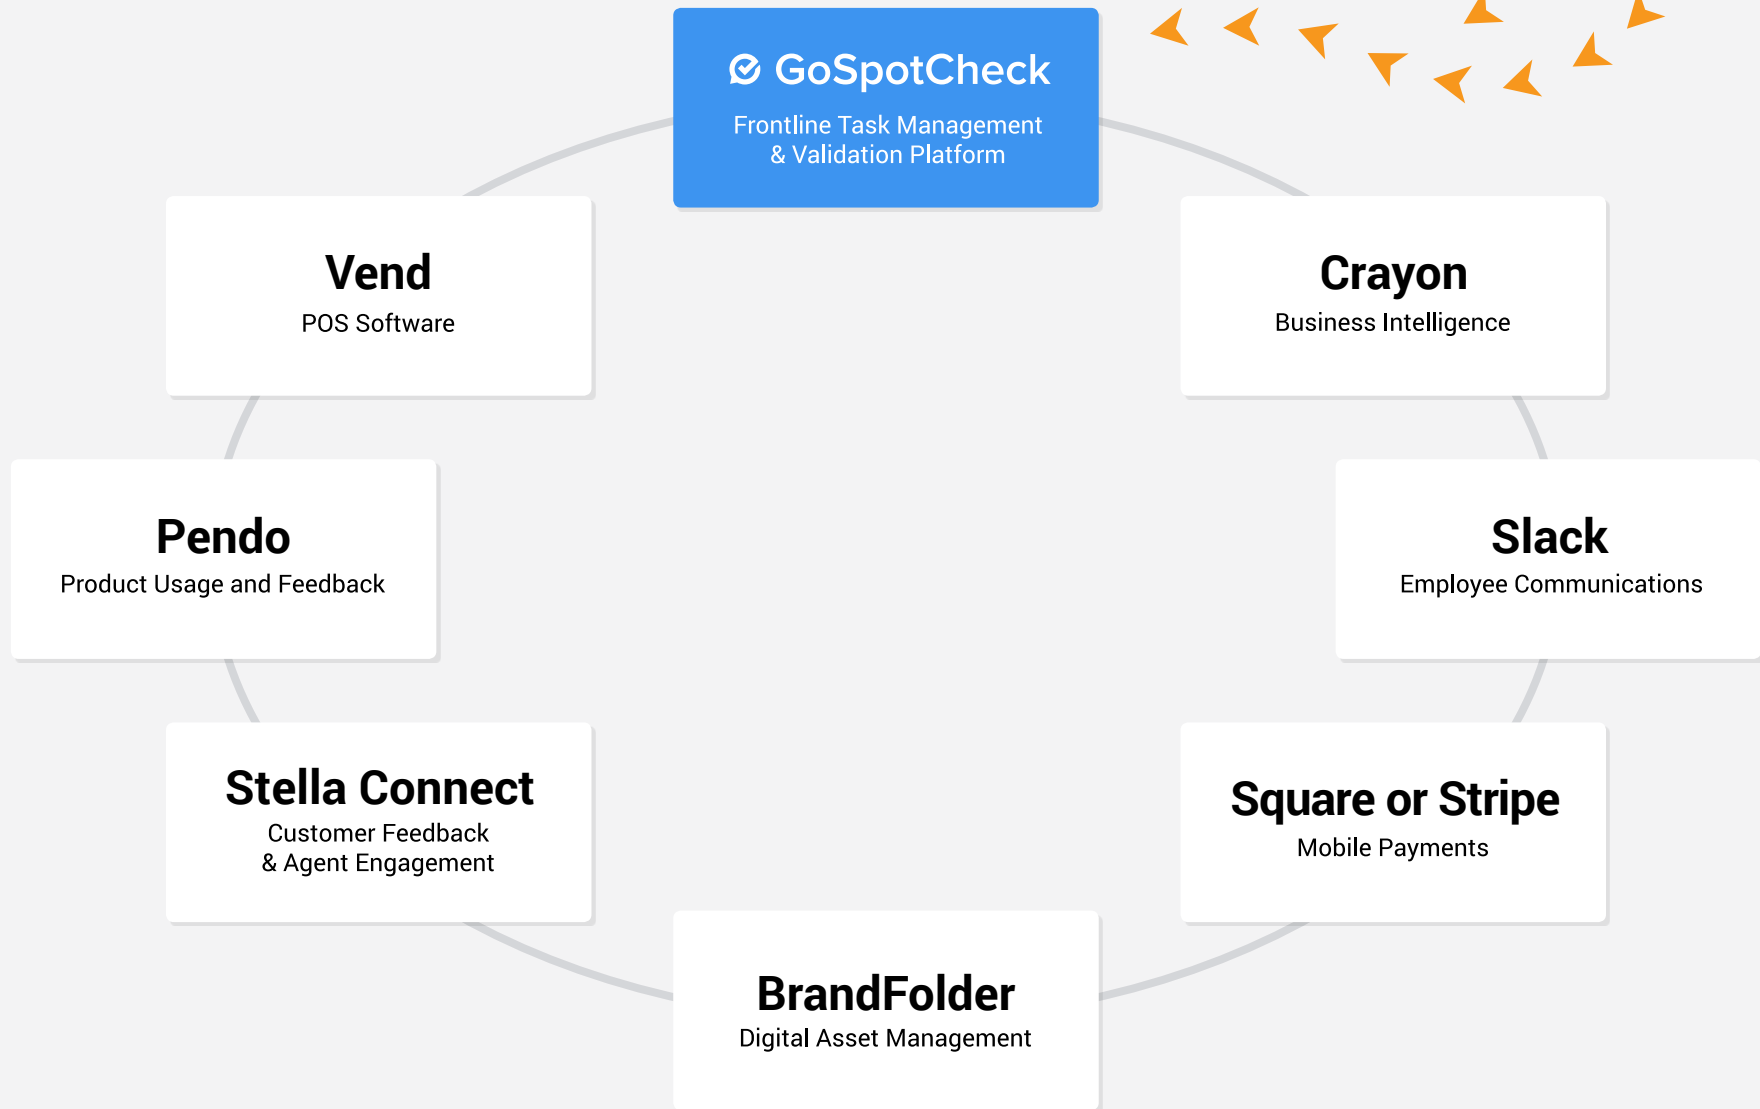 GoSpotCheck
Frontline Task Management
& Validation Platform
Vend
POS Software
Crayon
Business Intelligence
Pendo
Product Usage and Feedback
Slack
Employee Communications
Stella Connect
Customer Feedback
& Agent Engagement
Square or Stripe
Mobile Payments
BrandFolder
Digital Asset Management